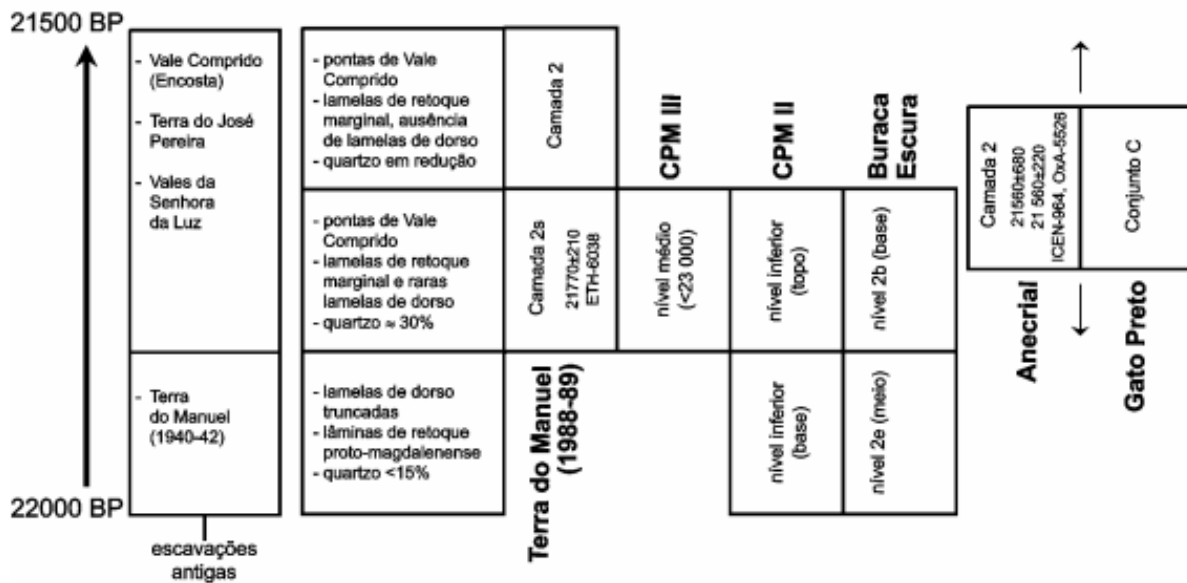 21500 BP
22000 BP
- Vale Comprido
(Encosta)
- Terra do José
Pereira
- Vales da
Senhora
da Luz
- Terra
do Manuel
(1940-42)
escavações
antigas
- pontas de Vale
Comprido
- lamelas de retoque
marginal, ausência
de lamelas de dorso
- quartzo em redução
- pontas de Vale
Comprido
- lamelas de retoque
marginal e raras
lamelas de dorso
- quartzo ≈ 30%
- lamelas de dorso
truncadas
- lâminas de retoque
proto-magdalenense
- quartzo <15%
Camada 2
Camada 2s
21770±210
ETH-6038
Terra do Manuel
(1988-89)
CPM III
nível médio
(<23 000)
CPM II
nível inferior
(topo)
nível inferior
(base)
Buraca
Escura
nível 2b (base)
nível 2e (meio)
Camada 2
21560±680
21 560±220
ICEN-964, OxA-5526
Anecrial
Conjunto C
Gato Preto